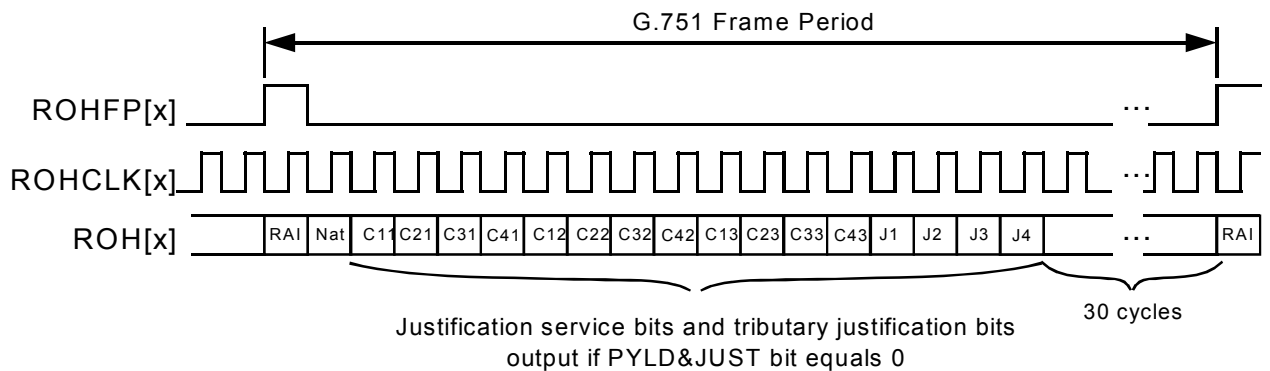 G.751 Frame Period
ROHFP[x]
...
ROHCLK[x]
...
ROH[x] RAI Nat C11 C21 C31 C41 C12 C22 C32 C42 C13 C23 C33 C43 J1 J2 J3 J4 ... RAI
30 cycles
Justification service bits and tributary justification bits
output if PYLD&JUST bit equals 0